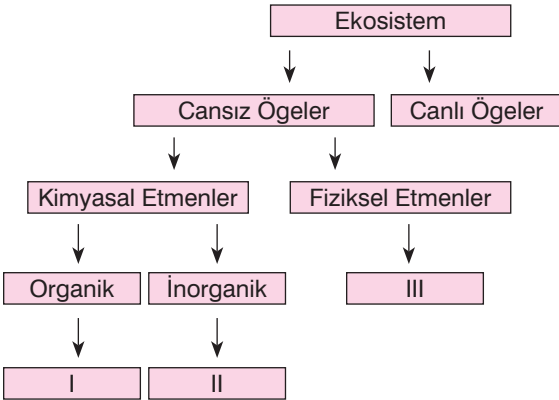 Ekosistem
Cansız Ögeler
Canlı Ögeler
Kimyasal Etmenler
Fiziksel Etmenler
Organik
İnorganik
III
I
II